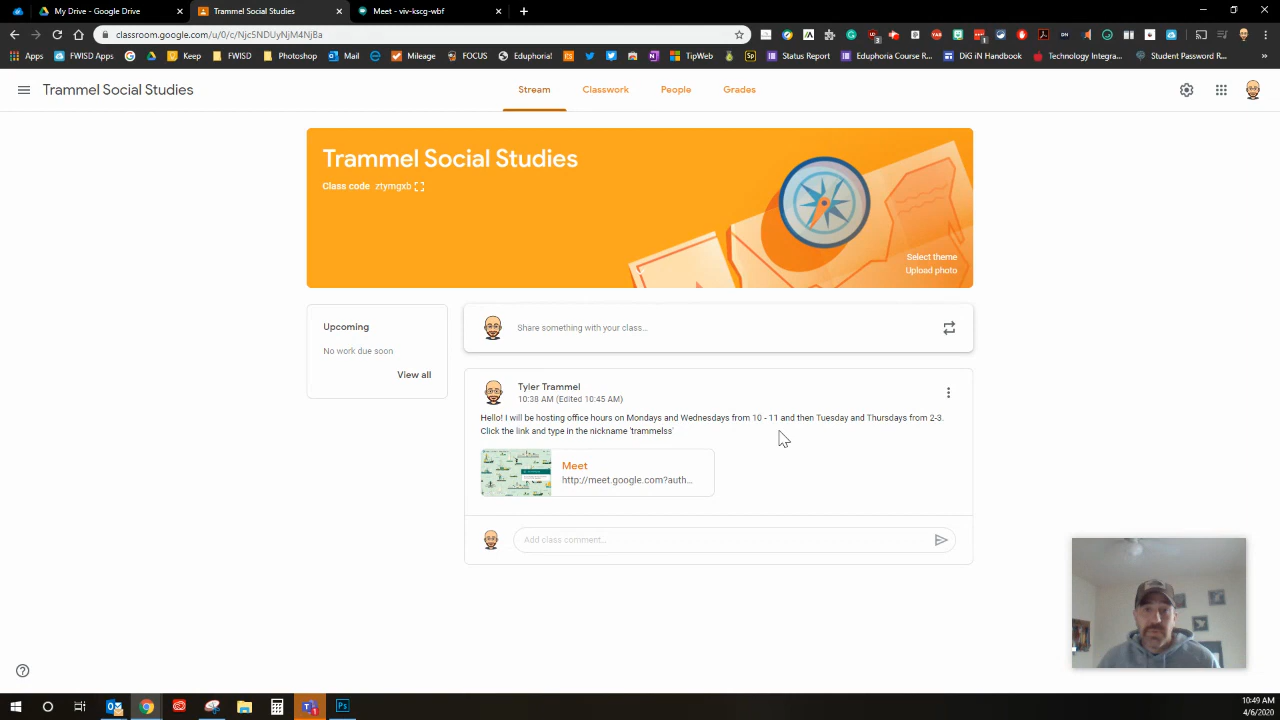 My Drive - Google Drive
Trammel Social Studies
Meet - viv-kscg-wbf
classroom.google.com/u/0/c/Njc5NDUyNjM4NjBa
Apps
FWISD Apps
Keep
FWISD
Photoshop
Mail
Mileage
FOCUS
Eduphoria!
TipWeb
Status Report
Eduphoria Course R...
DiG iN Handbook
Technology Integra...
Student Password R...
Trammel Social Studies
Stream
Classwork
People
Grades
Trammel Social Studies
Class code ztymgxb
Select theme
Upload photo
Upcoming
No work due soon
View all
Share something with your class...
Tyler Trammel
10:38 AM (Edited 10:45 AM)
Hello! I will be hosting office hours on Mondays and Wednesdays from 10 - 11 and then Tuesday and Thursdays from 2-3.
Click the link and type in the nickname 'trammelss'
Meet
http://meet.google.com?auth...
Add class comment...
10:49 AM
4/6/2020